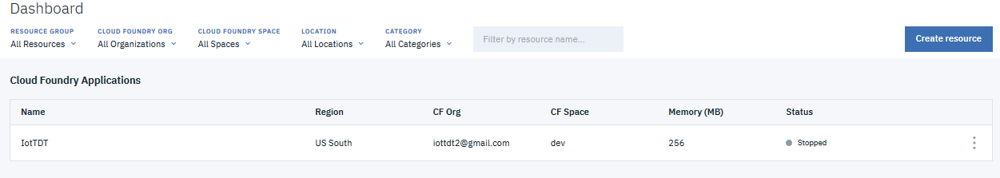 Dashboard
RESOURCE GROUP CLOUD FOUNDRY ORG CLOUD FOUNDRY SPACE LOCATION CATEGORY
All Resources All Organizations All Spaces All Locations All Categories Filter by resource name... Create resource
Cloud Foundry Applications
Name Region CF Org CF Space Memory (MB) Status
IotTDT US South iottdt2@gmail.com dev 256 Stopped